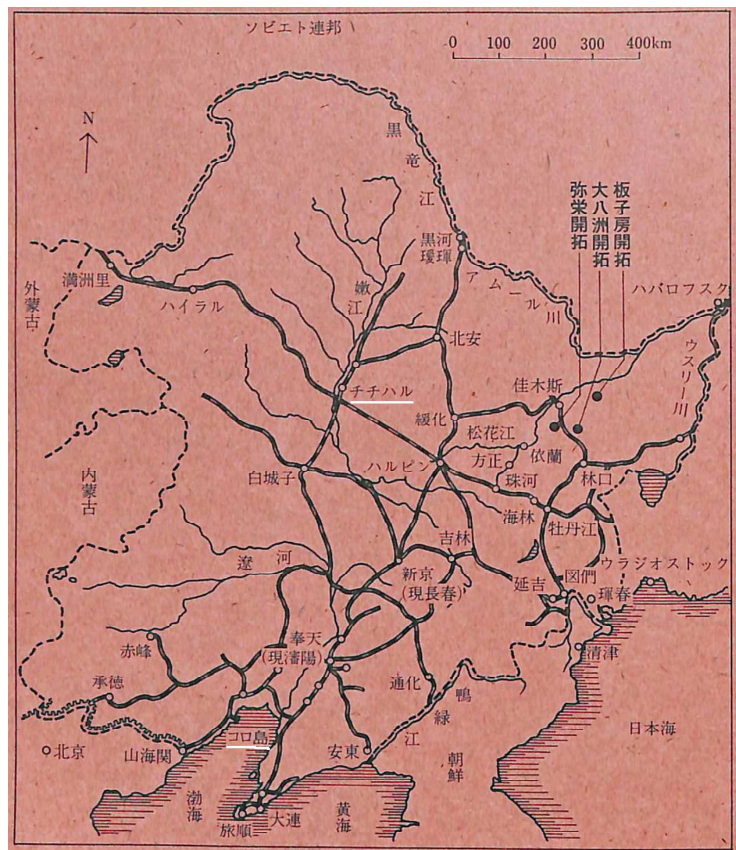 ソビエト連邦
0 100 200 300 400km
N
黒竜江
板子房開拓
大八洲開拓
弥栄開拓
黒河
璦琿
アムール川
満洲里
外蒙古
ハイラル
嫩江
ハバロフスク
北安
ウスリー川
チチハル
佳木斯
綏化
松花江
依蘭
方正
ハルピン
白城子
内蒙古
珠河
林口
海林
牡丹江
吉林
ウラジオストック
遼河
新京
(現長春)
延吉
図們
琿春
奉天
(現瀋陽)
赤峰
清津
承徳
通化
鴨緑江
コロ島
日本海
北京
山海関
安東
朝鮮
渤海
黄海
大連
旅順